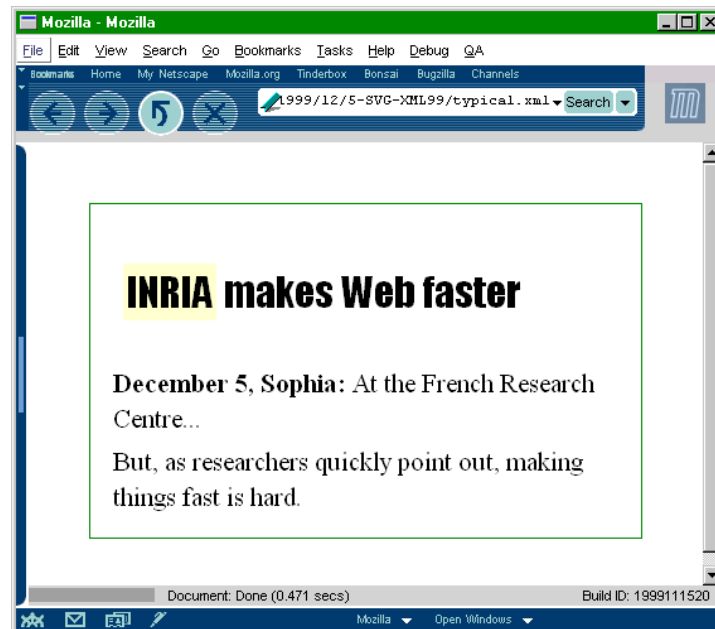 Mozilla - Mozilla
File Edit View Search Go Bookmarks Tasks Help Debug QA
Bookmarks Home My Netscape Mozilla.org Tinderbox Bonsai Bugzilla Channels
1999/12/5-SVG-XML99/typical.xml Search
INRIA makes Web faster
December 5, Sophia: At the French Research
Centre...
But, as researchers quickly point out, making
things fast is hard.
Document: Done (0.471 secs) Build ID: 1999111520
Mozilla Open Windows